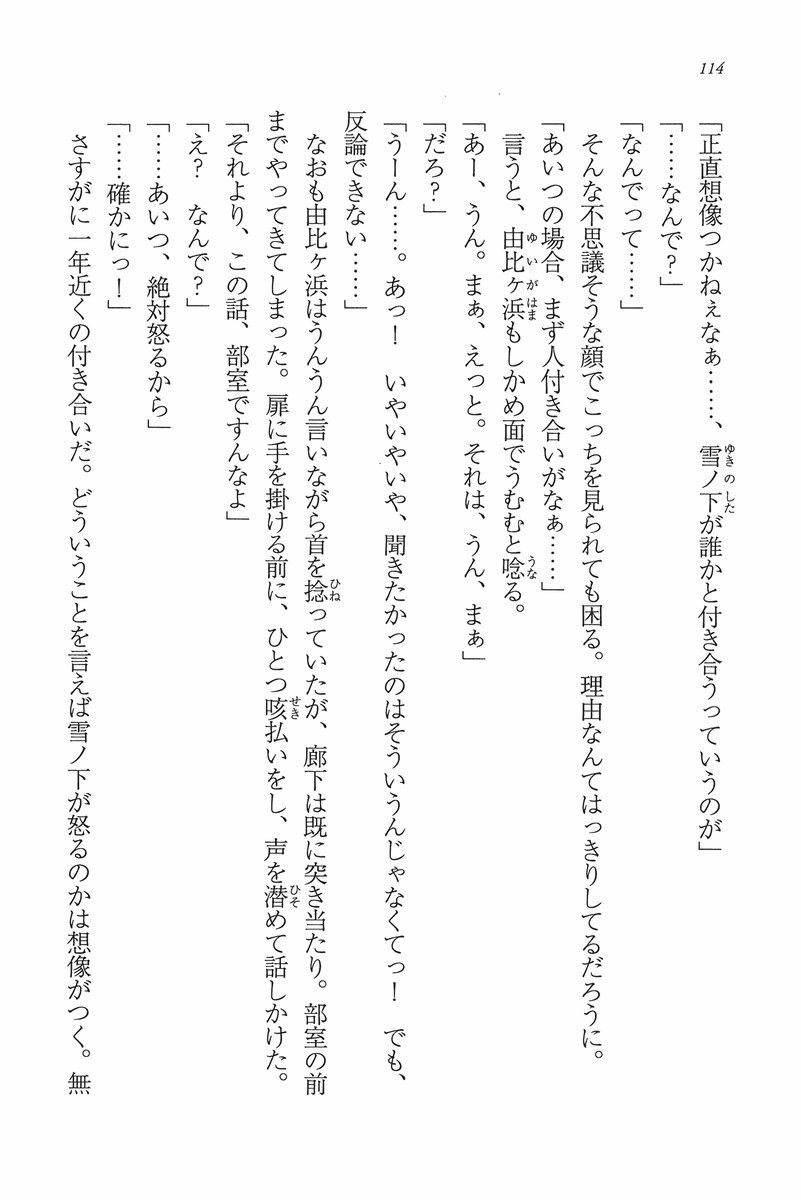 114
「正直想像つかねぇなぁ……、雪ノ下が誰かと付き合うっていうのが」
「……なんで？」
「なんでって……」
そんな不思議そうな顔でこっちを見られても困る。理由なんてはっきりしてるだろうに。
「あいつの場合、まず人付き合いがなぁ……」
言うと、由比ヶ浜もしかめ面でうむむと唸る。
「あー、うん。まぁ、えっと。それは、うん、まぁ」
「だろ？」
「うーん……。あっ！　いやいやいや、聞きたかったのはそういうんじゃなくてっ！　でも、
反論できない……」
なおも由比ヶ浜はうんうん言いながら首を捻っていたが、廊下は既に突き当たり。部室の前
までやってきてしまった。扉に手を掛ける前に、ひとつ咳払いをし、声を潜めて話しかけた。
「それより、この話、部室ですんなよ」
「え？　なんで？」
「……あいつ、絶対怒るから」
「……確かにっ！」
さすがに一年近くの付き合いだ。どういうことを言えば雪ノ下が怒るのかは想像がつく。無